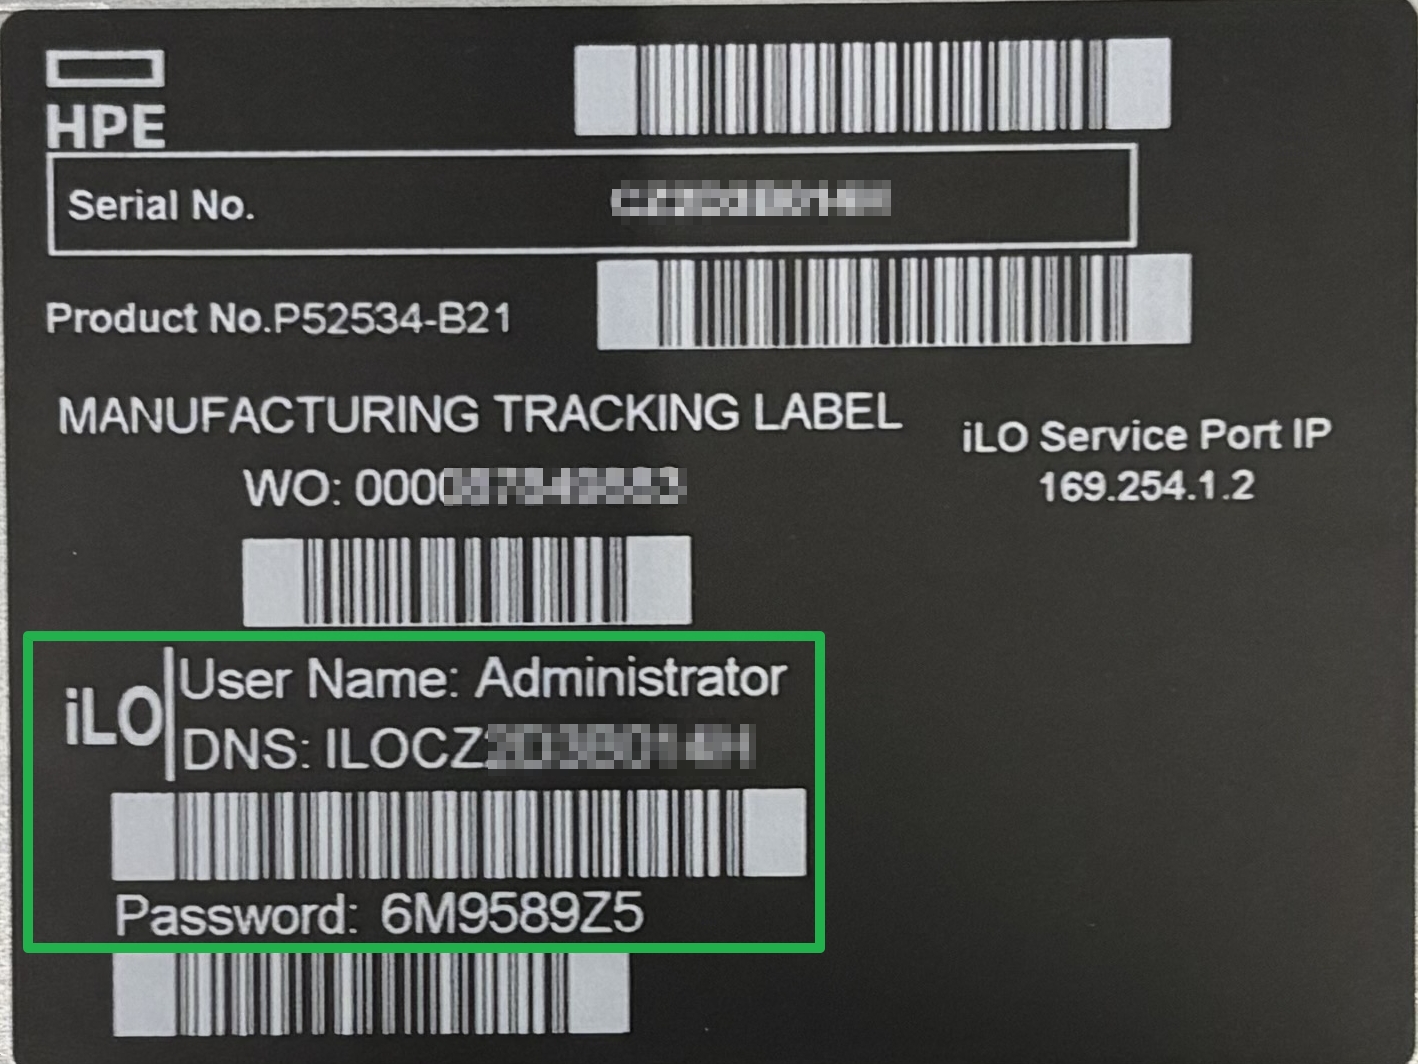 HPE
Serial No.
Product No.P52534-B21
MANUFACTURING TRACKING LABEL
iLO Service Port IP
169.254.1.2
WO: 000
iLO
User Name: Administrator
DNS: ILOCZ
Password: 6M9589Z5